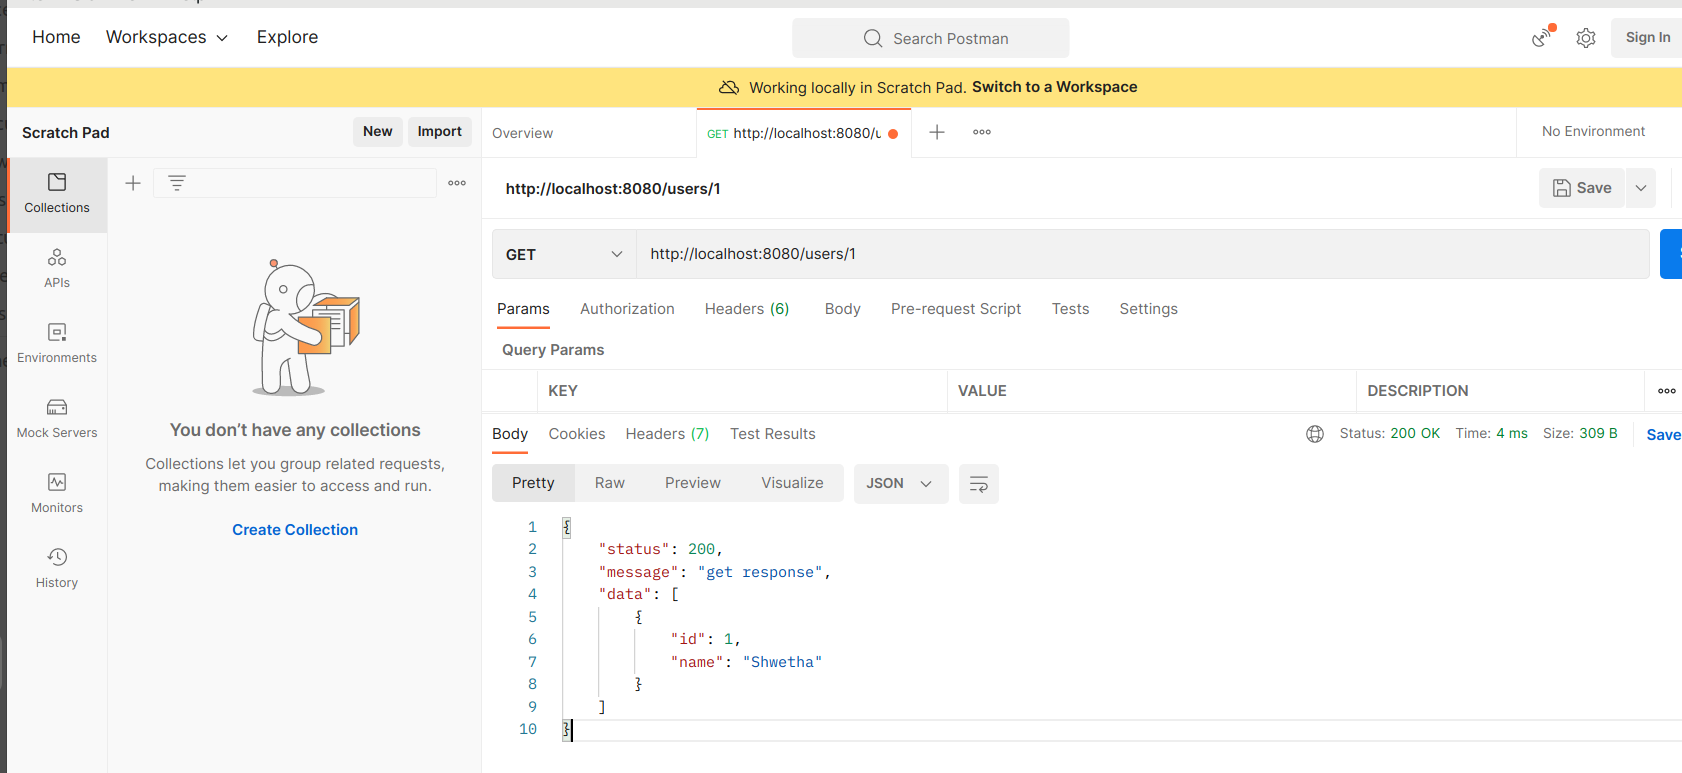 Home Workspaces Explore Search Postman Sign In
Working locally in Scratch Pad. Switch to a Workspace
Scratch Pad New Import Overview GET http://localhost:8080/u No Environment
http://localhost:8080/users/1 Save
Collections
GET http://localhost:8080/users/1
APIs
Params Authorization Headers (6) Body Pre-request Script Tests Settings
Environments
Query Params
KEY VALUE DESCRIPTION
Mock Servers
You don't have any collections
Body Cookies Headers (7) Test Results Status: 200 OK Time: 4 ms Size: 309 B Save
Collections let you group related requests,
making them easier to access and run.
Pretty Raw Preview Visualize JSON
Monitors
Create Collection
History
1 {
2 "status": 200,
3 "message": "get response",
4 "data": [
5 {
6 "id": 1,
7 "name": "Shwetha"
8 }
9 ]
10 }